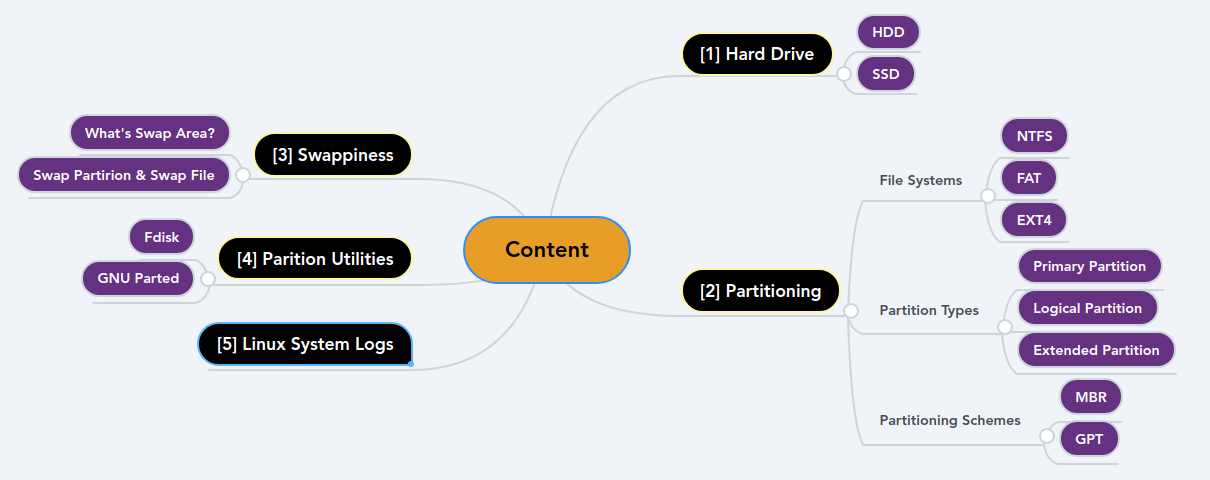 Content
[1] Hard Drive
HDD
SSD
[2] Partitioning
File Systems
NTFS
FAT
EXT4
Partition Types
Primary Partition
Logical Partition
Extended Partition
Partitioning Schemes
MBR
GPT
[3] Swappiness
What's Swap Area?
Swap Partirion & Swap File
[4] Parition Utilities
Fdisk
GNU Parted
[5] Linux System Logs